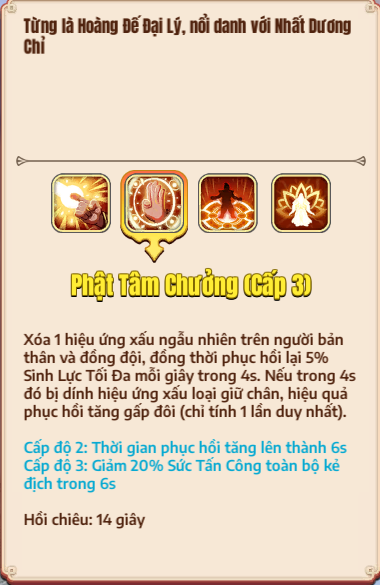 Từng là Hoàng Đế Đại Lý, nổi danh với Nhất Dương
Chỉ
Phật Tâm Chưởng (Cấp 3)
Xóa 1 hiệu ứng xấu ngẫu nhiên trên người bản
thân và đồng đội, đồng thời phục hồi lại 5%
Sinh Lực Tối Đa mỗi giây trong 4s. Nếu trong 4s
đó bị dính hiệu ứng xấu loại giữ chân, hiệu quả
phục hồi tăng gấp đôi (chỉ tính 1 lần duy nhất).
Cấp độ 2: Thời gian phục hồi tăng lên thành 6s
Cấp độ 3: Giảm 20% Sức Tấn Công toàn bộ kẻ
địch trong 6s
Hồi chiêu: 14 giây